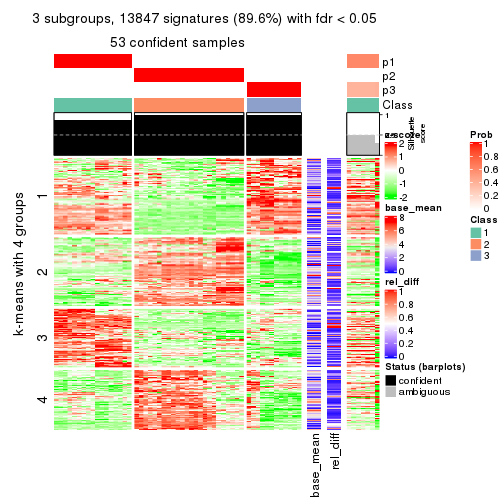 3 subgroups, 13847 signatures (89.6%) with fdr < 0.05
53 confident samples
p1
p2
p3
Class
1
Silhouette
score
z-score
2
1
0
-1
-2
base_mean
8
6
4
2
0
rel_diff
1
0.8
0.6
0.4
0.2
0
Status (barplots)
confident
ambiguous
Prob
1
0.8
0.6
0.4
0.2
0
Class
1
2
3
k-means with 4 groups
1
2
3
4
base_mean
rel_diff